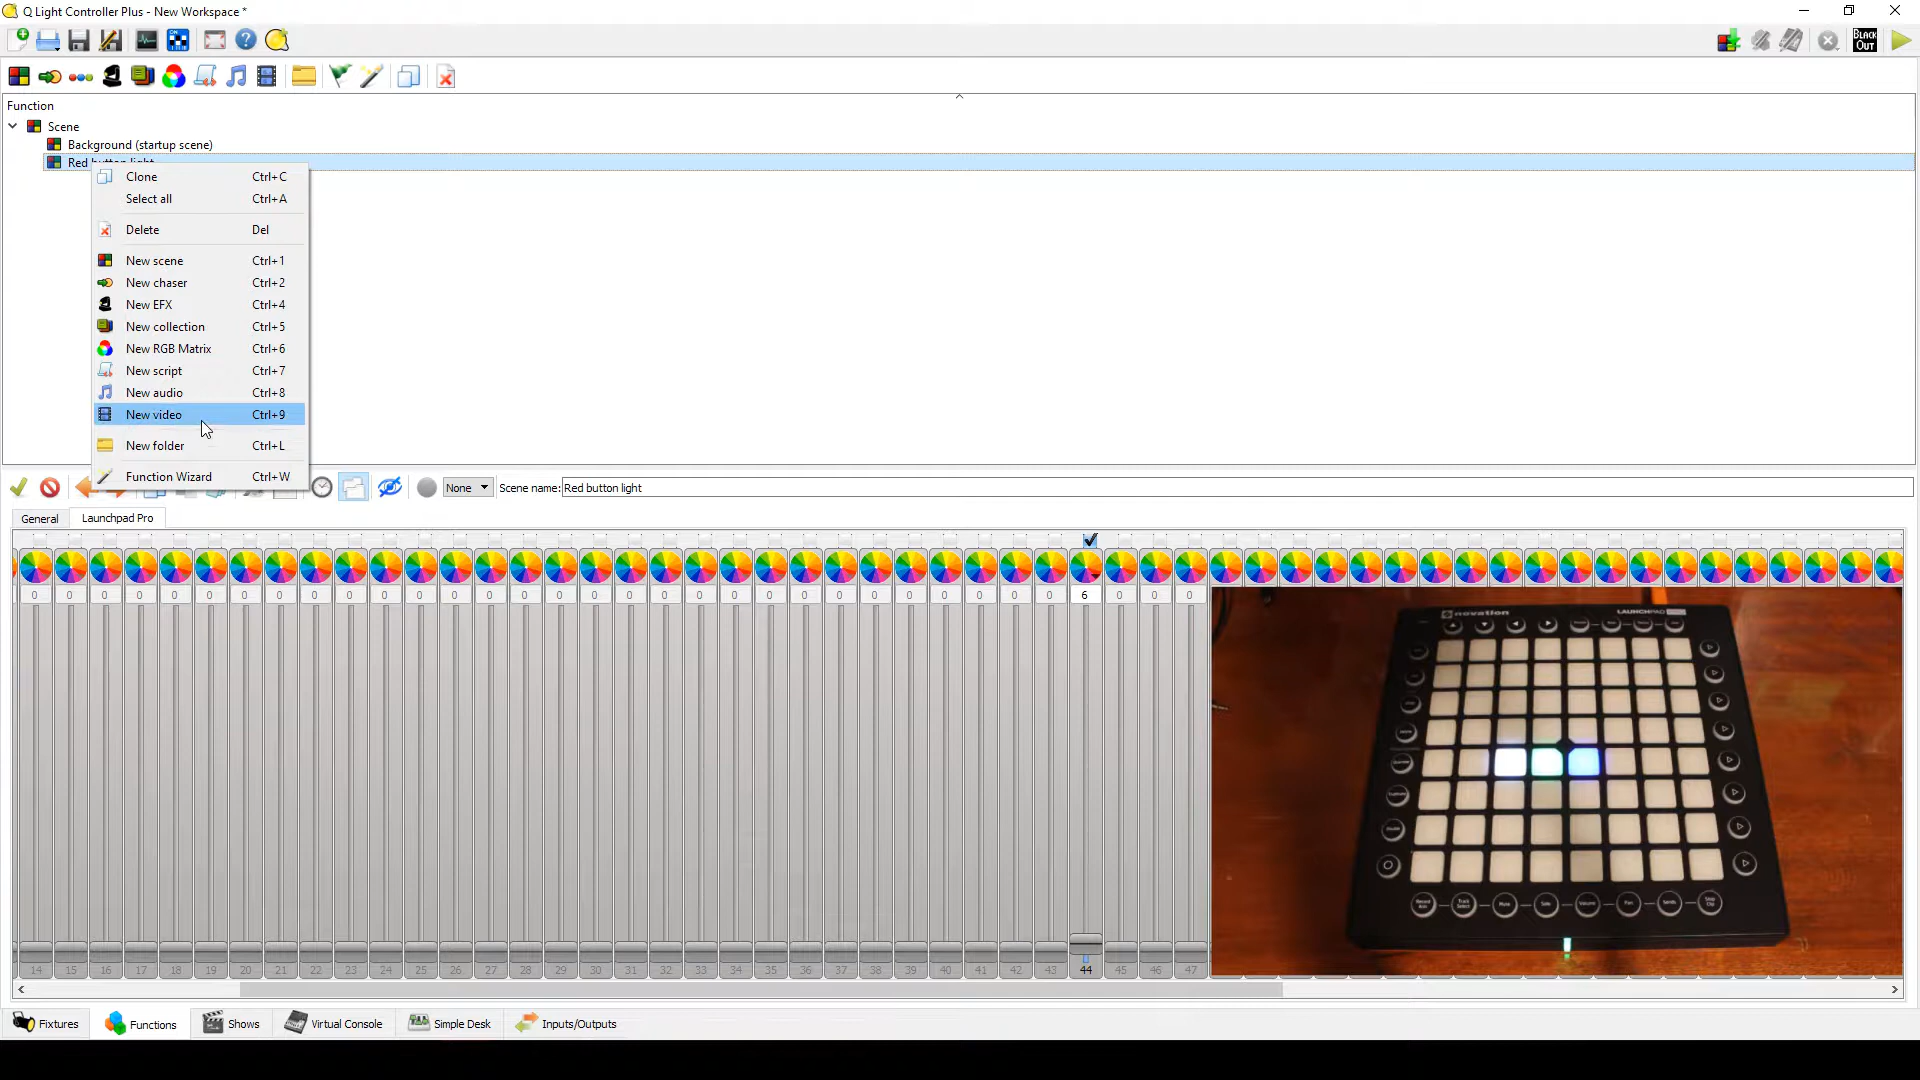 Q Light Controller Plus - New Workspace *
BLACK
OUT
Function
Scene
Background (startup scene)
Red button light
Clone Ctrl+C
Select all Ctrl+A
Delete Del
New scene Ctrl+1
New chaser Ctrl+2
New EFX Ctrl+4
New collection Ctrl+5
New RGB Matrix Ctrl+6
New script Ctrl+7
New audio Ctrl+8
New video Ctrl+9
New folder Ctrl+L
Function Wizard Ctrl+W
None Scene name: Red button light
General Launchpad Pro
0 0 0 0 0 0 0 0 0 0 0 0 0 0 0 0 0 0 0 0 0 0 0 0 0 0 0 0 0 0 6 0 0 0
novation LAUNCHPAD
14 15 16 17 18 19 20 21 22 23 24 25 26 27 28 29 30 31 32 33 34 35 36 37 38 39 40 41 42 43 44 45 46 47
Fixtures Functions Shows Virtual Console Simple Desk Inputs/Outputs